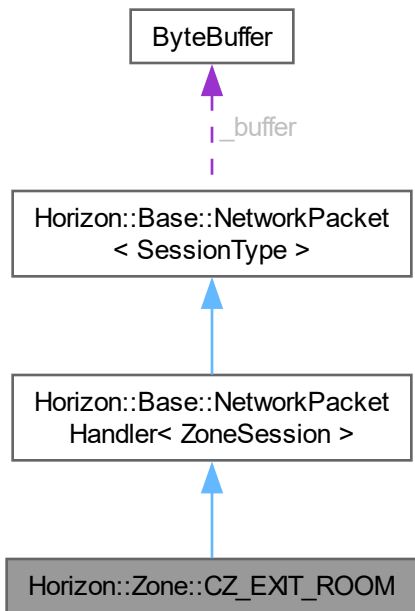 ByteBuffer
_buffer
Horizon::Base::NetworkPacket
< SessionType >
Horizon::Base::NetworkPacket
Handler< ZoneSession >
Horizon::Zone::CZ_EXIT_ROOM